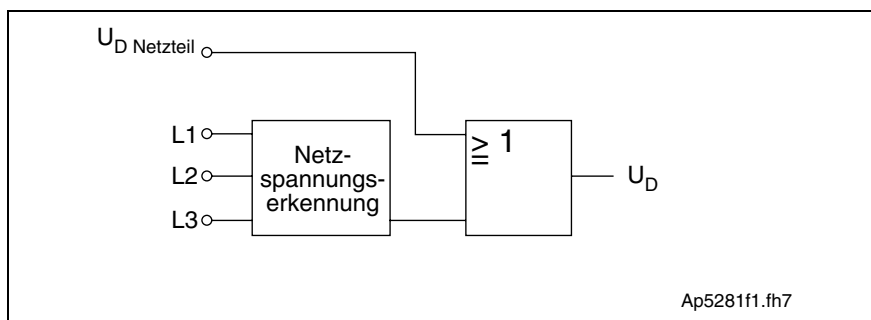 U_D Netzteil
L1
L2
L3
Netz-
spannungs-
erkennung
≧ 1
U_D
Ap5281f1.fh7